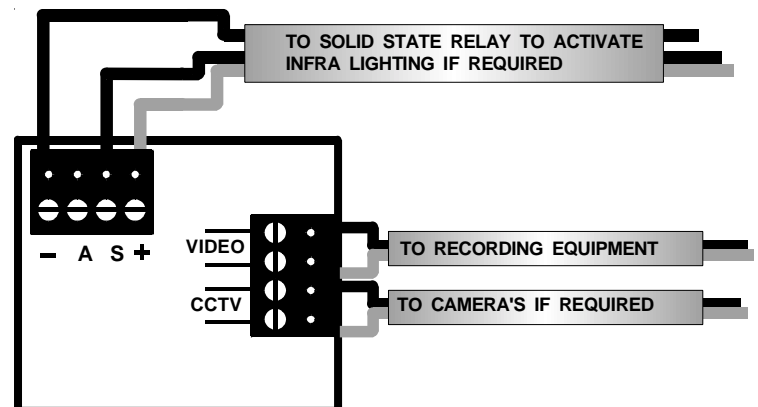 TO SOLID STATE RELAY TO ACTIVATE
INFRA LIGHTING IF REQUIRED
- A S +
VIDEO
TO RECORDING EQUIPMENT
CCTV
TO CAMERA'S IF REQUIRED